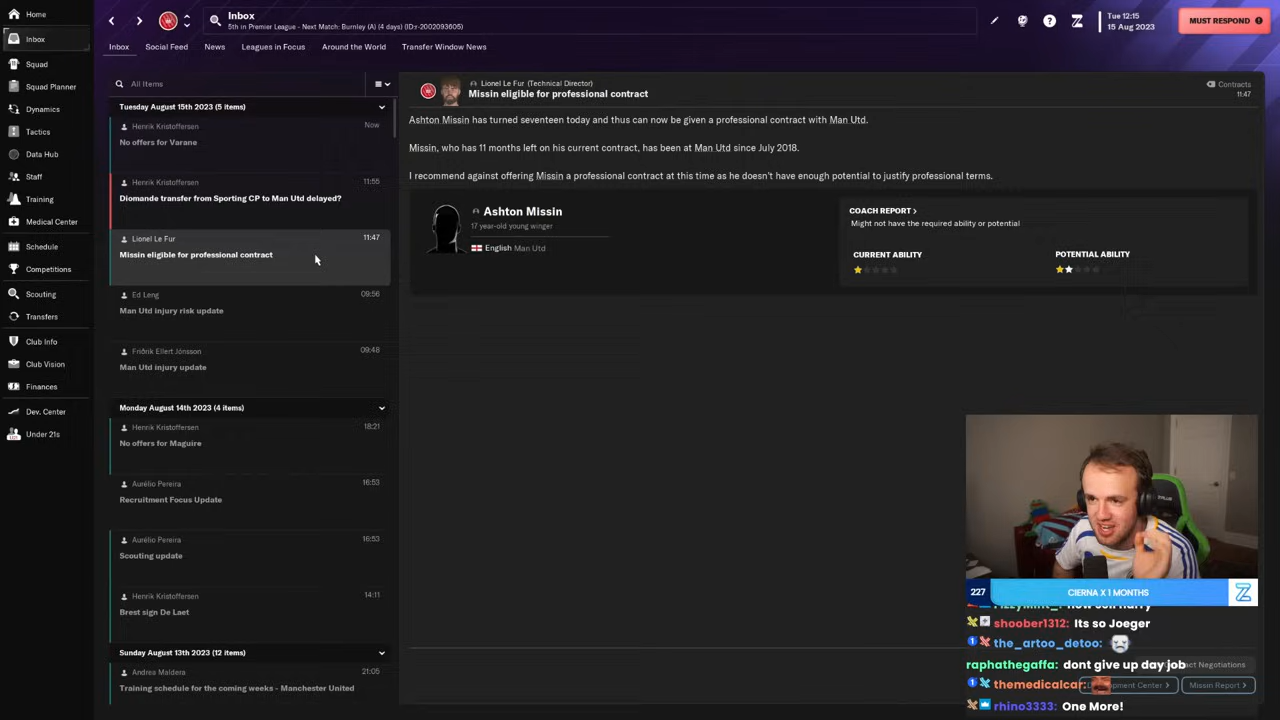 Home
Inbox
Squad
Squad Planner
Dynamics
Tactics
Data Hub
Staff
Training
Medical Center
Schedule
Competitions
Scouting
Transfers
Club Info
Club Vision
Finances
Dev. Center
Under 21s
Inbox
5th in Premier League - Next Match: Burnley (A) (4 days) (ID:-2002093605)
Tue 12:15
15 Aug 2023
MUST RESPOND
Inbox
Social Feed
News
Leagues in Focus
Around the World
Transfer Window News
All Items
Tuesday August 15th 2023 (5 items)
Henrik Kristoffersen
Now
No offers for Varane
Henrik Kristoffersen
11:55
Diomande transfer from Sporting CP to Man Utd delayed?
Lionel Le Fur
11:47
Missin eligible for professional contract
Ed Leng
09:56
Man Utd injury risk update
Friðrik Ellert Jónsson
09:48
Man Utd injury update
Monday August 14th 2023 (4 items)
Henrik Kristoffersen
18:21
No offers for Maguire
Aurélio Pereira
16:53
Recruitment Focus Update
Aurélio Pereira
16:53
Scouting update
Henrik Kristoffersen
14:11
Brest sign De Laet
Sunday August 13th 2023 (12 items)
Andrea Maldera
21:05
Training schedule for the coming weeks - Manchester United
Lionel Le Fur (Technical Director)
Missin eligible for professional contract
Contracts
11:47
Ashton Missin has turned seventeen today and thus can now be given a professional contract with Man Utd.
Missin, who has 11 months left on his current contract, has been at Man Utd since July 2018.
I recommend against offering Missin a professional contract at this time as he doesn't have enough potential to justify professional terms.
Ashton Missin
17 year-old young winger
English Man Utd
COACH REPORT >
Might not have the required ability or potential
CURRENT ABILITY
POTENTIAL ABILITY
227
CIERNA X 1 MONTHS
Z
shoober1312: Its so Joeger
the_artoo_detoo:
raphathegaffa: dont give up day job
Negotiations
themedicalcar:
Center >
Missin Report >
rhino3333: One More!